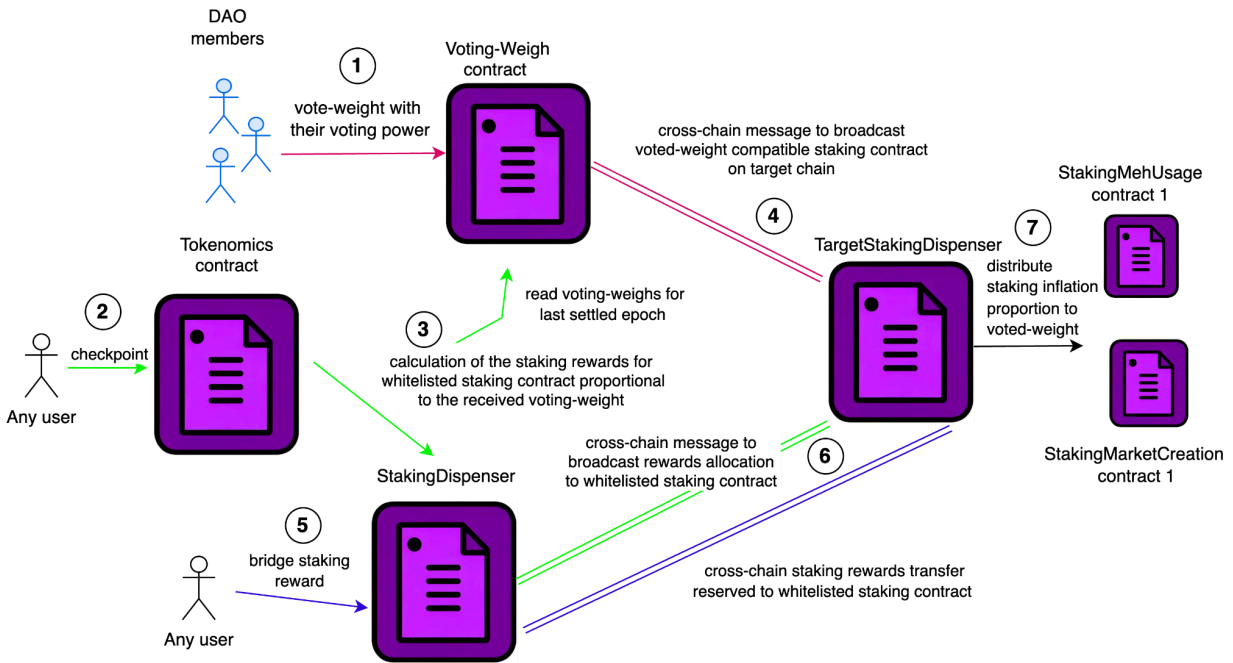 DAO
members
1
vote-weight with
their voting power
Voting-Weigh
contract
cross-chain message to broadcast
voted-weight compatible staking contract
on target chain
4
StakingMehUsage
contract 1
7
TargetStakingDispenser
distribute
staking inflation
proportion to
voted-weight
Tokenomics
contract
2
checkpoint
Any user
read voting-weighs for
last settled epoch
3
calculation of the staking rewards for
whitelisted staking contract proportional
to the received voting-weight
StakingMarketCreation
contract 1
cross-chain message to
broadcast rewards allocation
to whitelisted staking contract
6
StakingDispenser
5
bridge staking
reward
Any user
cross-chain staking rewards transfer
reserved to whitelisted staking contract